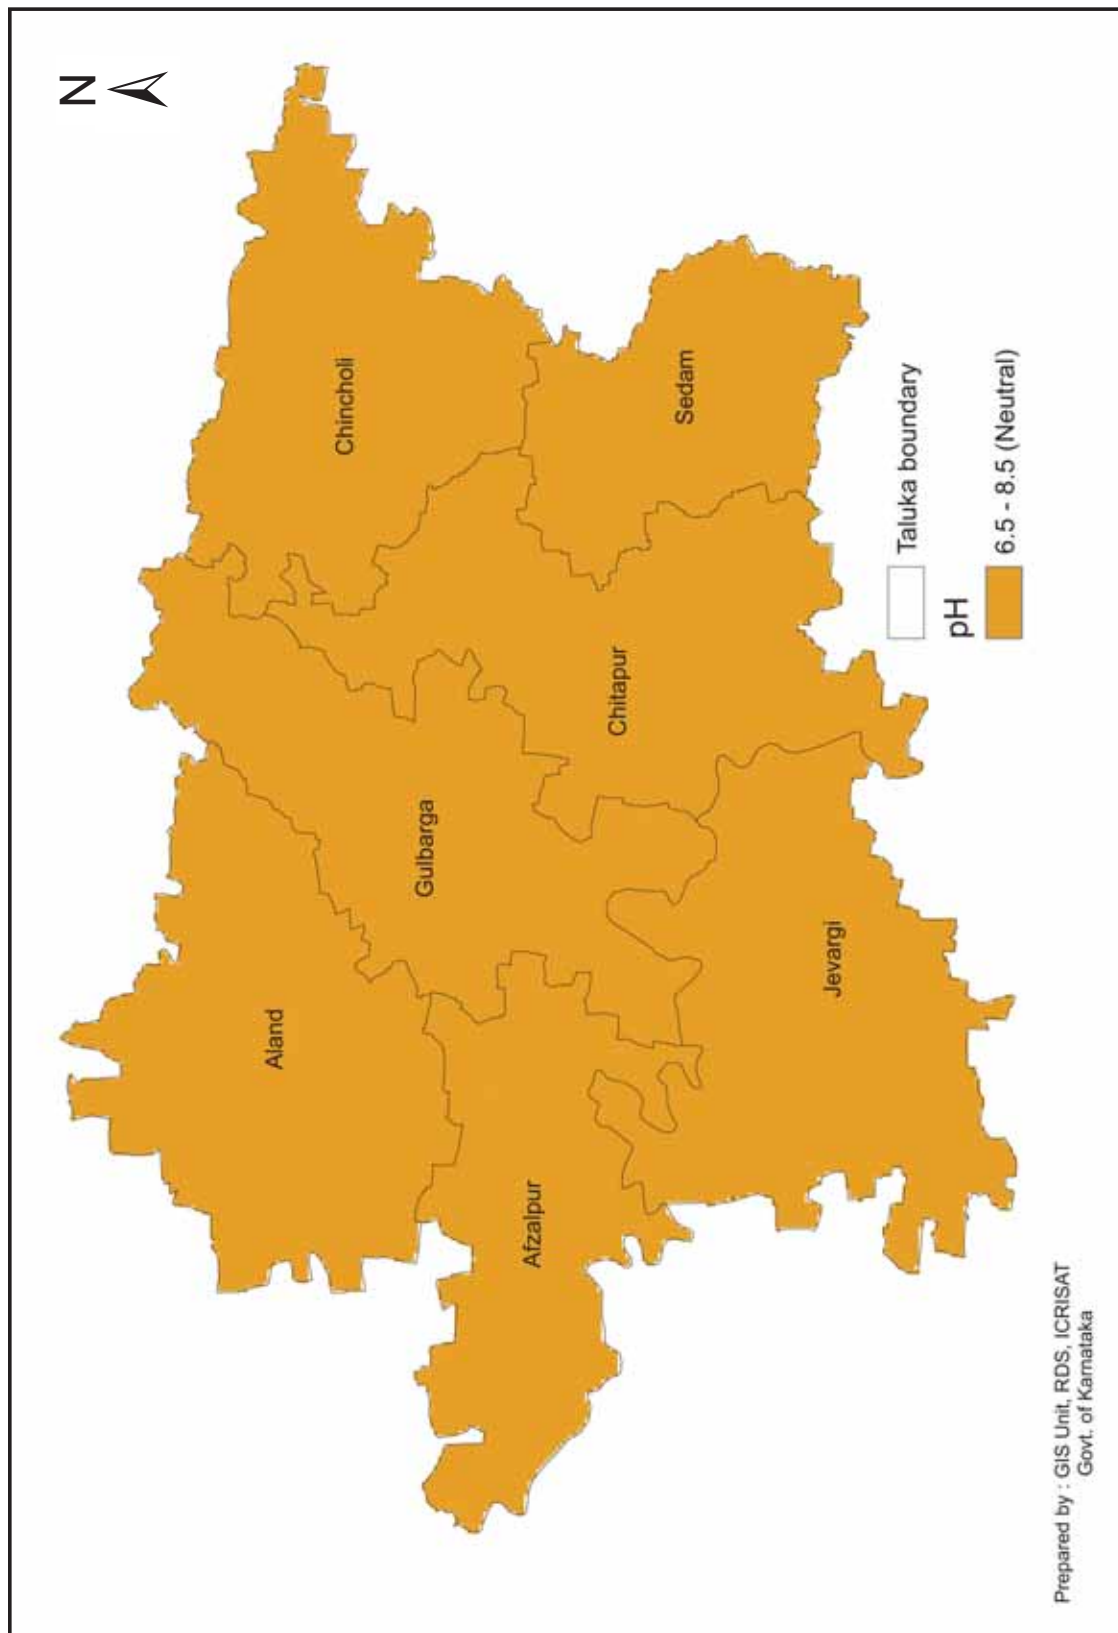 N
Chincholi
Sedam
Aland
Gulbarga
Chitapur
Afzalpur
Jevargi
Taluka boundary
pH
6.5 - 8.5 (Neutral)
Prepared by : GIS Unit, RDS, ICRISAT
Govt. of Karnataka